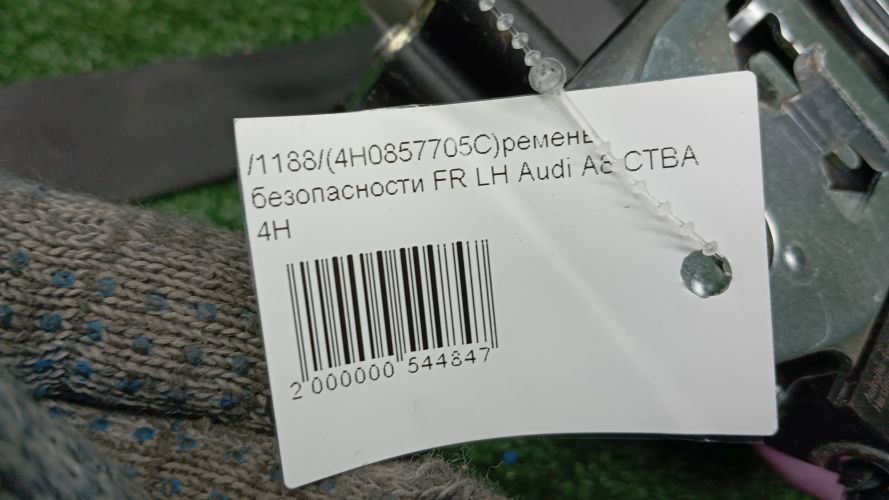 /1188/(4H0857705C)ремень
безопасности FR LH Audi A8 CTBA
4H
2 000000 544847